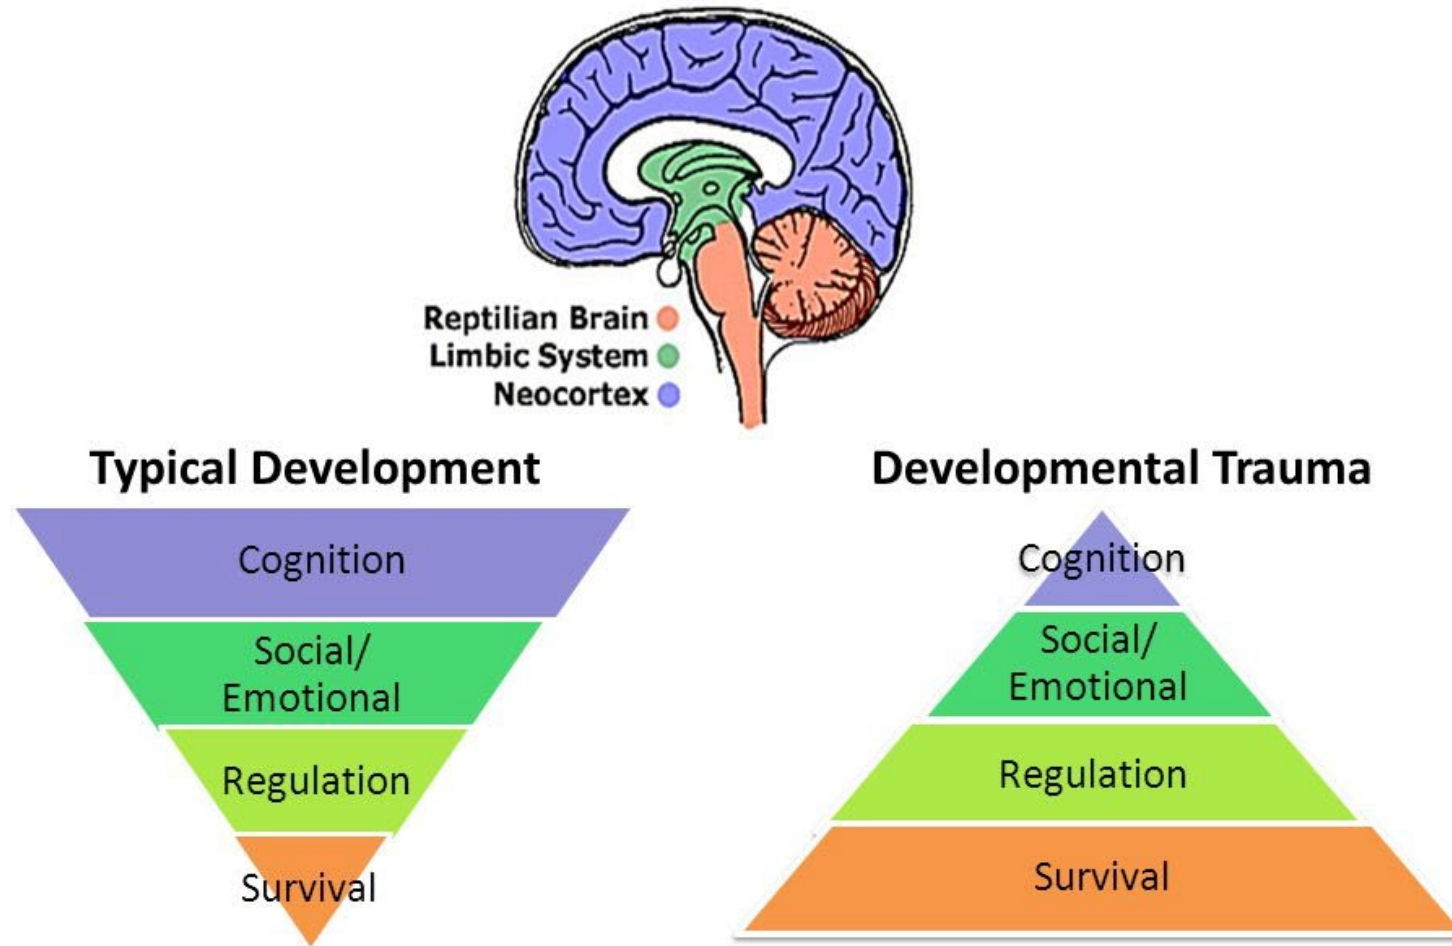 Reptilian Brain
Limbic System
Neocortex
Typical Development
Cognition
Social/
Emotional
Regulation
Survival
Developmental Trauma
Cognition
Social/
Emotional
Regulation
Survival